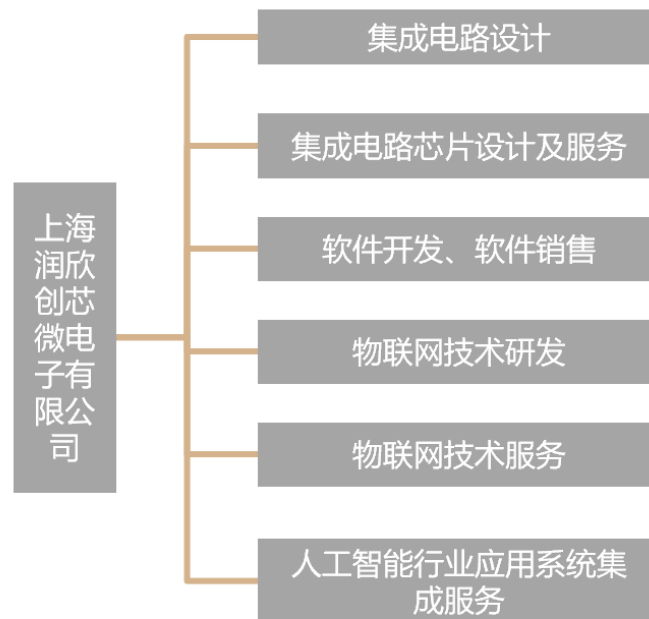 集成电路设计
集成电路芯片设计及服务
上海
润欣
创芯
微电
子有
限公
司
软件开发、软件销售
物联网技术研发
物联网技术服务
人工智能行业应用系统集
成服务